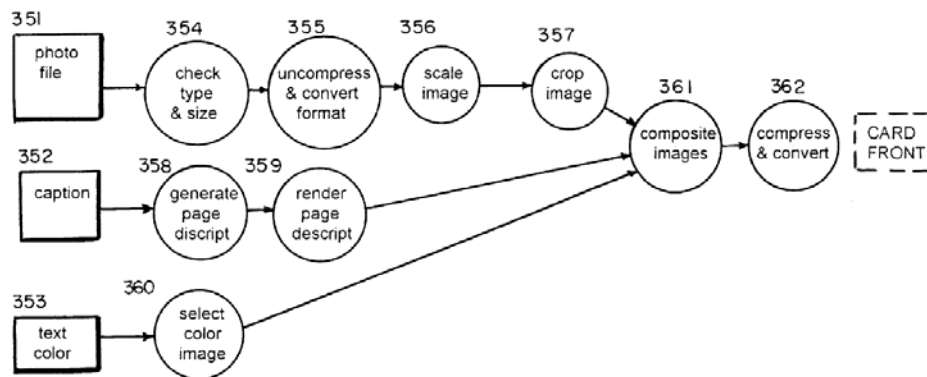 351
photo
file
354
check
type
& size
355
uncompress
& convert
format
356
scale
image
357
crop
image
361
composite
images
362
compress
& convert
CARD
FRONT
352
caption
358
generate
page
discript
359
render
page
descript
353
text
color
360
select
color
image